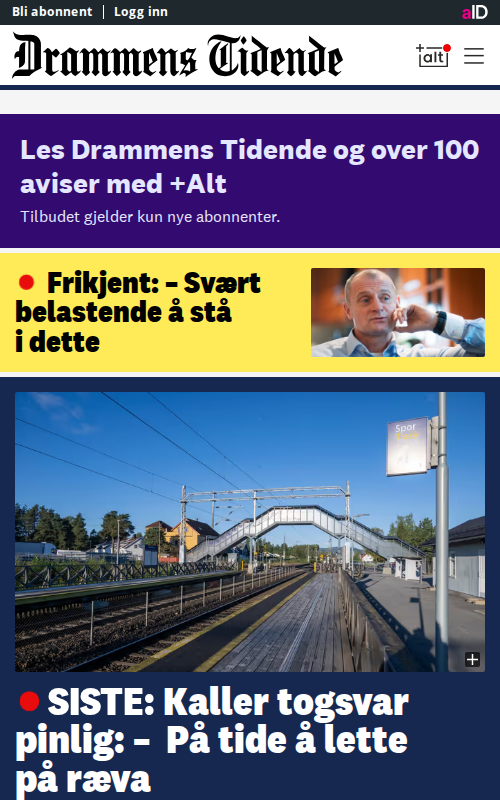 Bli abonnent | Logg inn
aID
Drammens Tidende
+alt
Les Drammens Tidende og over 100
aviser med +Alt
Tilbudet gjelder kun nye abonnenter.
Frikjent: – Svært
belastende å stå
i dette
Spor
SISTE: Kaller togsvar
pinlig: – På tide å lette
på ræva